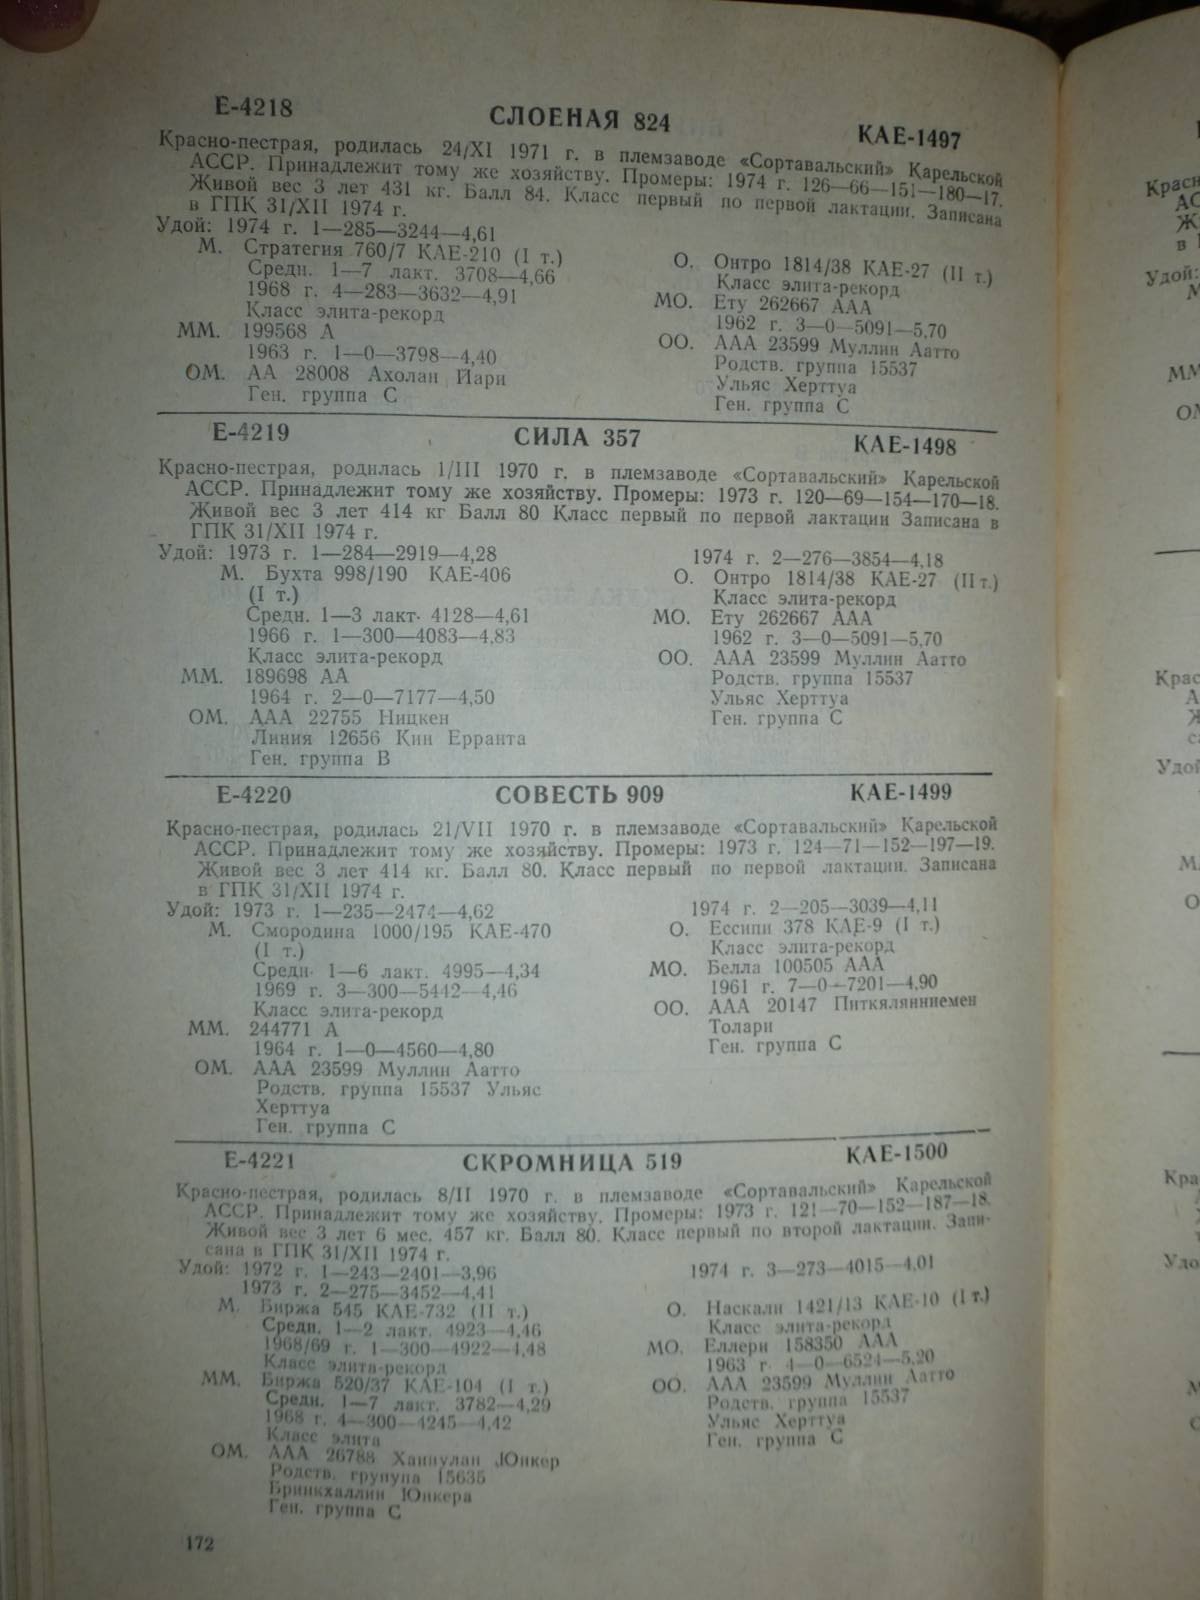 Е-4218 СЛОЕНАЯ 824 КАЕ-1497
Красно-пестрая, родилась 24/XI 1971 г. в племзаводе «Сортавальский» Карельской
АССР. Принадлежит тому же хозяйству. Промеры: 1974 г. 126—66—151—180—17.
Живой вес 3 лет 431 кг. Балл 84. Класс первый по первой лактации. Записана
в ГПК 31/XII 1974 г.
Удой: 1974 г. 1—285—3244—4,61
М. Стратегия 760/7 КАЕ-210 (I т.)
Средн. 1—7 лакт. 3708—4,66
1968 г. 4—283—3632—4,91
Класс элита-рекорд
ММ. 199568 А
1963 г. 1—0—3798—4,40
ОМ. АА 28008 Ахолан Йари
Ген. группа С
О. Онтро 1814/38 КАЕ-27 (II т.)
Класс элита-рекорд
МО. Ету 262667 ААА
1962 г. 3—0—5091—5,70
ОО. ААА 23599 Муллин Аатто
Родств. группа 15537
Ульяс Херттуа
Ген. группа С
Е-4219 СИЛА 357 КАЕ-1498
Красно-пестрая, родилась 1/III 1970 г. в племзаводе «Сортавальский» Карельской
АССР. Принадлежит тому же хозяйству. Промеры: 1973 г. 120—69—154—170—18.
Живой вес 3 лет 414 кг Балл 80 Класс первый по первой лактации Записана в
ГПК 31/XII 1974 г.
Удой: 1973 г. 1—284—2919—4,28
М. Бухта 998/190 КАЕ-406
(I т.)
Средн. 1—3 лакт. 4128—4,61
1966 г. 1—300—4083—4,83
Класс элита-рекорд
ММ. 189698 АА
1964 г. 2—0—7177—4,50
ОМ. ААА 22755 Ницкен
Линия 12656 Кин Ерранта
Ген. группа В
1974 г. 2—276—3854—4,18
О. Онтро 1814/38 КАЕ-27 (II т.)
Класс элита-рекорд
МО. Ету 262667 ААА
1962 г. 3—0—5091—5,70
ОО. ААА 23599 Муллин Аатто
Родств. группа 15537
Ульяс Херттуа
Ген. группа С
Е-4220 СОВЕСТЬ 909 КАЕ-1499
Красно-пестрая, родилась 21/VII 1970 г. в племзаводе «Сортавальский» Карельской
АССР. Принадлежит тому же хозяйству. Промеры: 1973 г. 124—71—152—197—19.
Живой вес 3 лет 414 кг. Балл 80. Класс первый по первой лактации. Записана
в ГПК 31/XII 1974 г.
Удой: 1973 г. 1—235—2474—4,62
М. Смородина 1000/195 КАЕ-470
(I т.)
Средн. 1—6 лакт. 4995—4,34
1969 г. 3—300—5442—4,46
Класс элита-рекорд
ММ. 244771 А
1964 г. 1—0—4560—4,80
ОМ. ААА 23599 Муллин Аатто
Родств. группа 15537 Ульяс
Херттуа
Ген. группа С
1974 г. 2—205—3039—4,11
О. Ессипи 378 КАЕ-9 (I т.)
Класс элита-рекорд
МО. Белла 100505 ААА
1961 г. 7—0—7201—4,90
ОО. ААА 20147 Питкялянниемен
Толари
Ген. группа С
Е-4221 СКРОМНИЦА 519 КАЕ-1500
Красно-пестрая, родилась 8/II 1970 г. в племзаводе «Сортавальский» Карельской
АССР. Принадлежит тому же хозяйству. Промеры: 1973 г. 121—70—152—187—18.
Живой вес 3 лет 6 мес. 457 кг. Балл 80. Класс первый по второй лактации. Запи-
сана в ГПК 31/XII 1974 г.
Удой: 1972 г. 1—243—2401—3,96
1973 г. 2—275—3452—4,41
М. Биржа 545 КАЕ-732 (II т.)
Средн. 1—2 лакт. 4923—4,46
1968/69 г. 1—300—4922—4,48
Класс элита-рекорд
ММ. Биржа 520/37 КАЕ-104 (I т.)
Средн. 1—7 лакт. 3782—4,29
1968 г. 4—300—4245—4,42
Класс элита
ОМ. ААА 26788 Ханнулан Юнкер
Родств. групупа 15635
Бринкхаллин Юнкера
Ген. группа С
1974 г. 3—273—4015—4,01
О. Наскали 1421/13 КАЕ-10 (I т.)
Класс элита-рекорд
МО. Еллери 158350 ААА
1963 г. 4—0—6524—5,20
ОО. ААА 23599 Муллин Аатто
Родств. группа 15537
Ульяс Херттуа
Ген. группа С
172